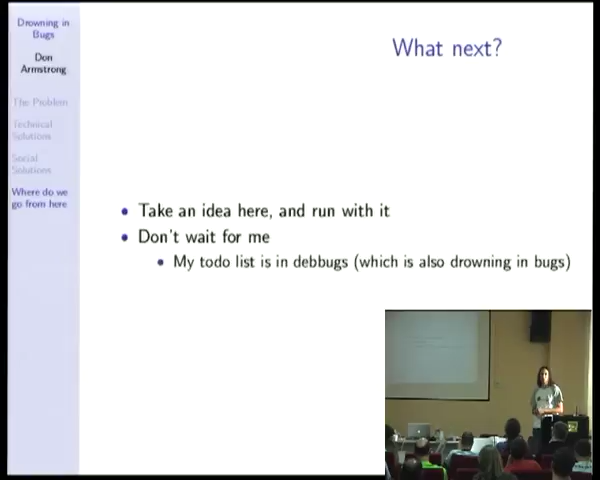 Drowning in
Bugs
Don
Armstrong
The Problem
Technical
Solutions
Social
Solutions
Where do we
go from here
What next?
Take an idea here, and run with it
Don't wait for me
My todo list is in debbugs (which is also drowning in bugs)